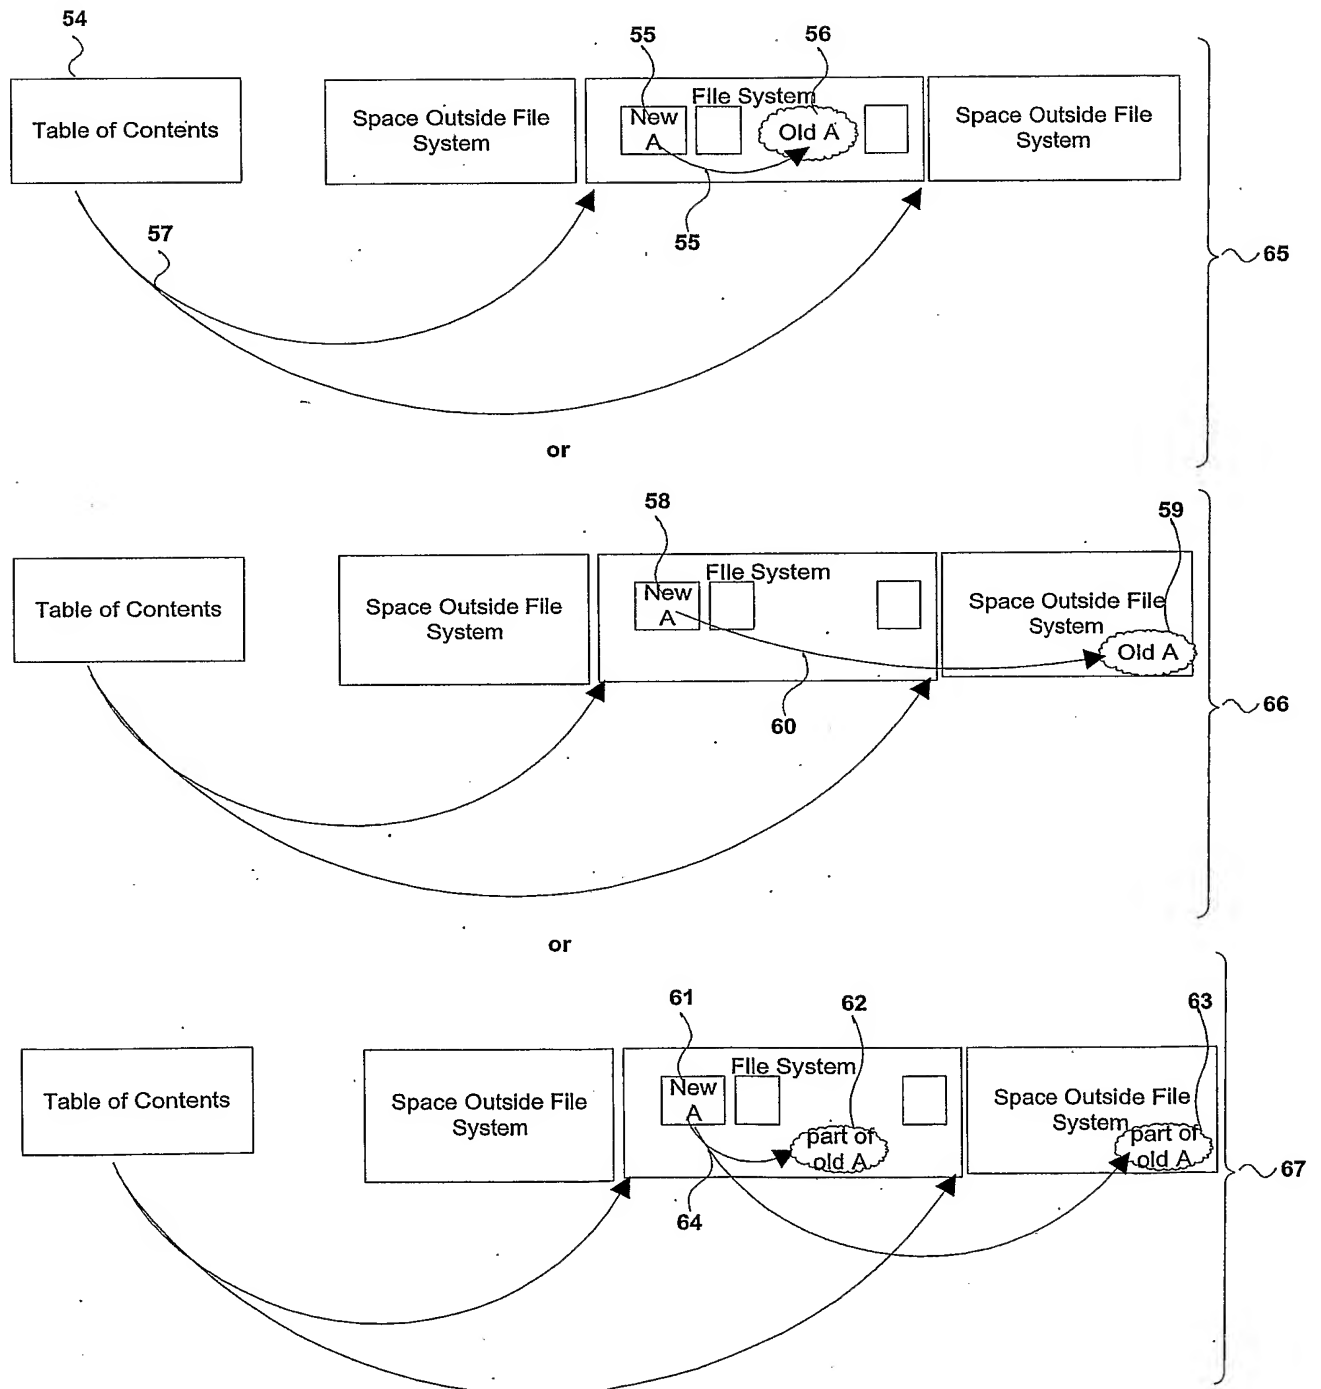 54
55
56
Table of Contents
Space Outside File
System
File System
New
A
Old A
Space Outside File
System
57
55
65
or
58
59
Table of Contents
Space Outside File
System
File System
New
A
Space Outside File
System
Old A
60
66
or
61
62
63
Table of Contents
Space Outside File
System
File System
New
A
part of
old A
Space Outside File
System
part of
old A
64
67